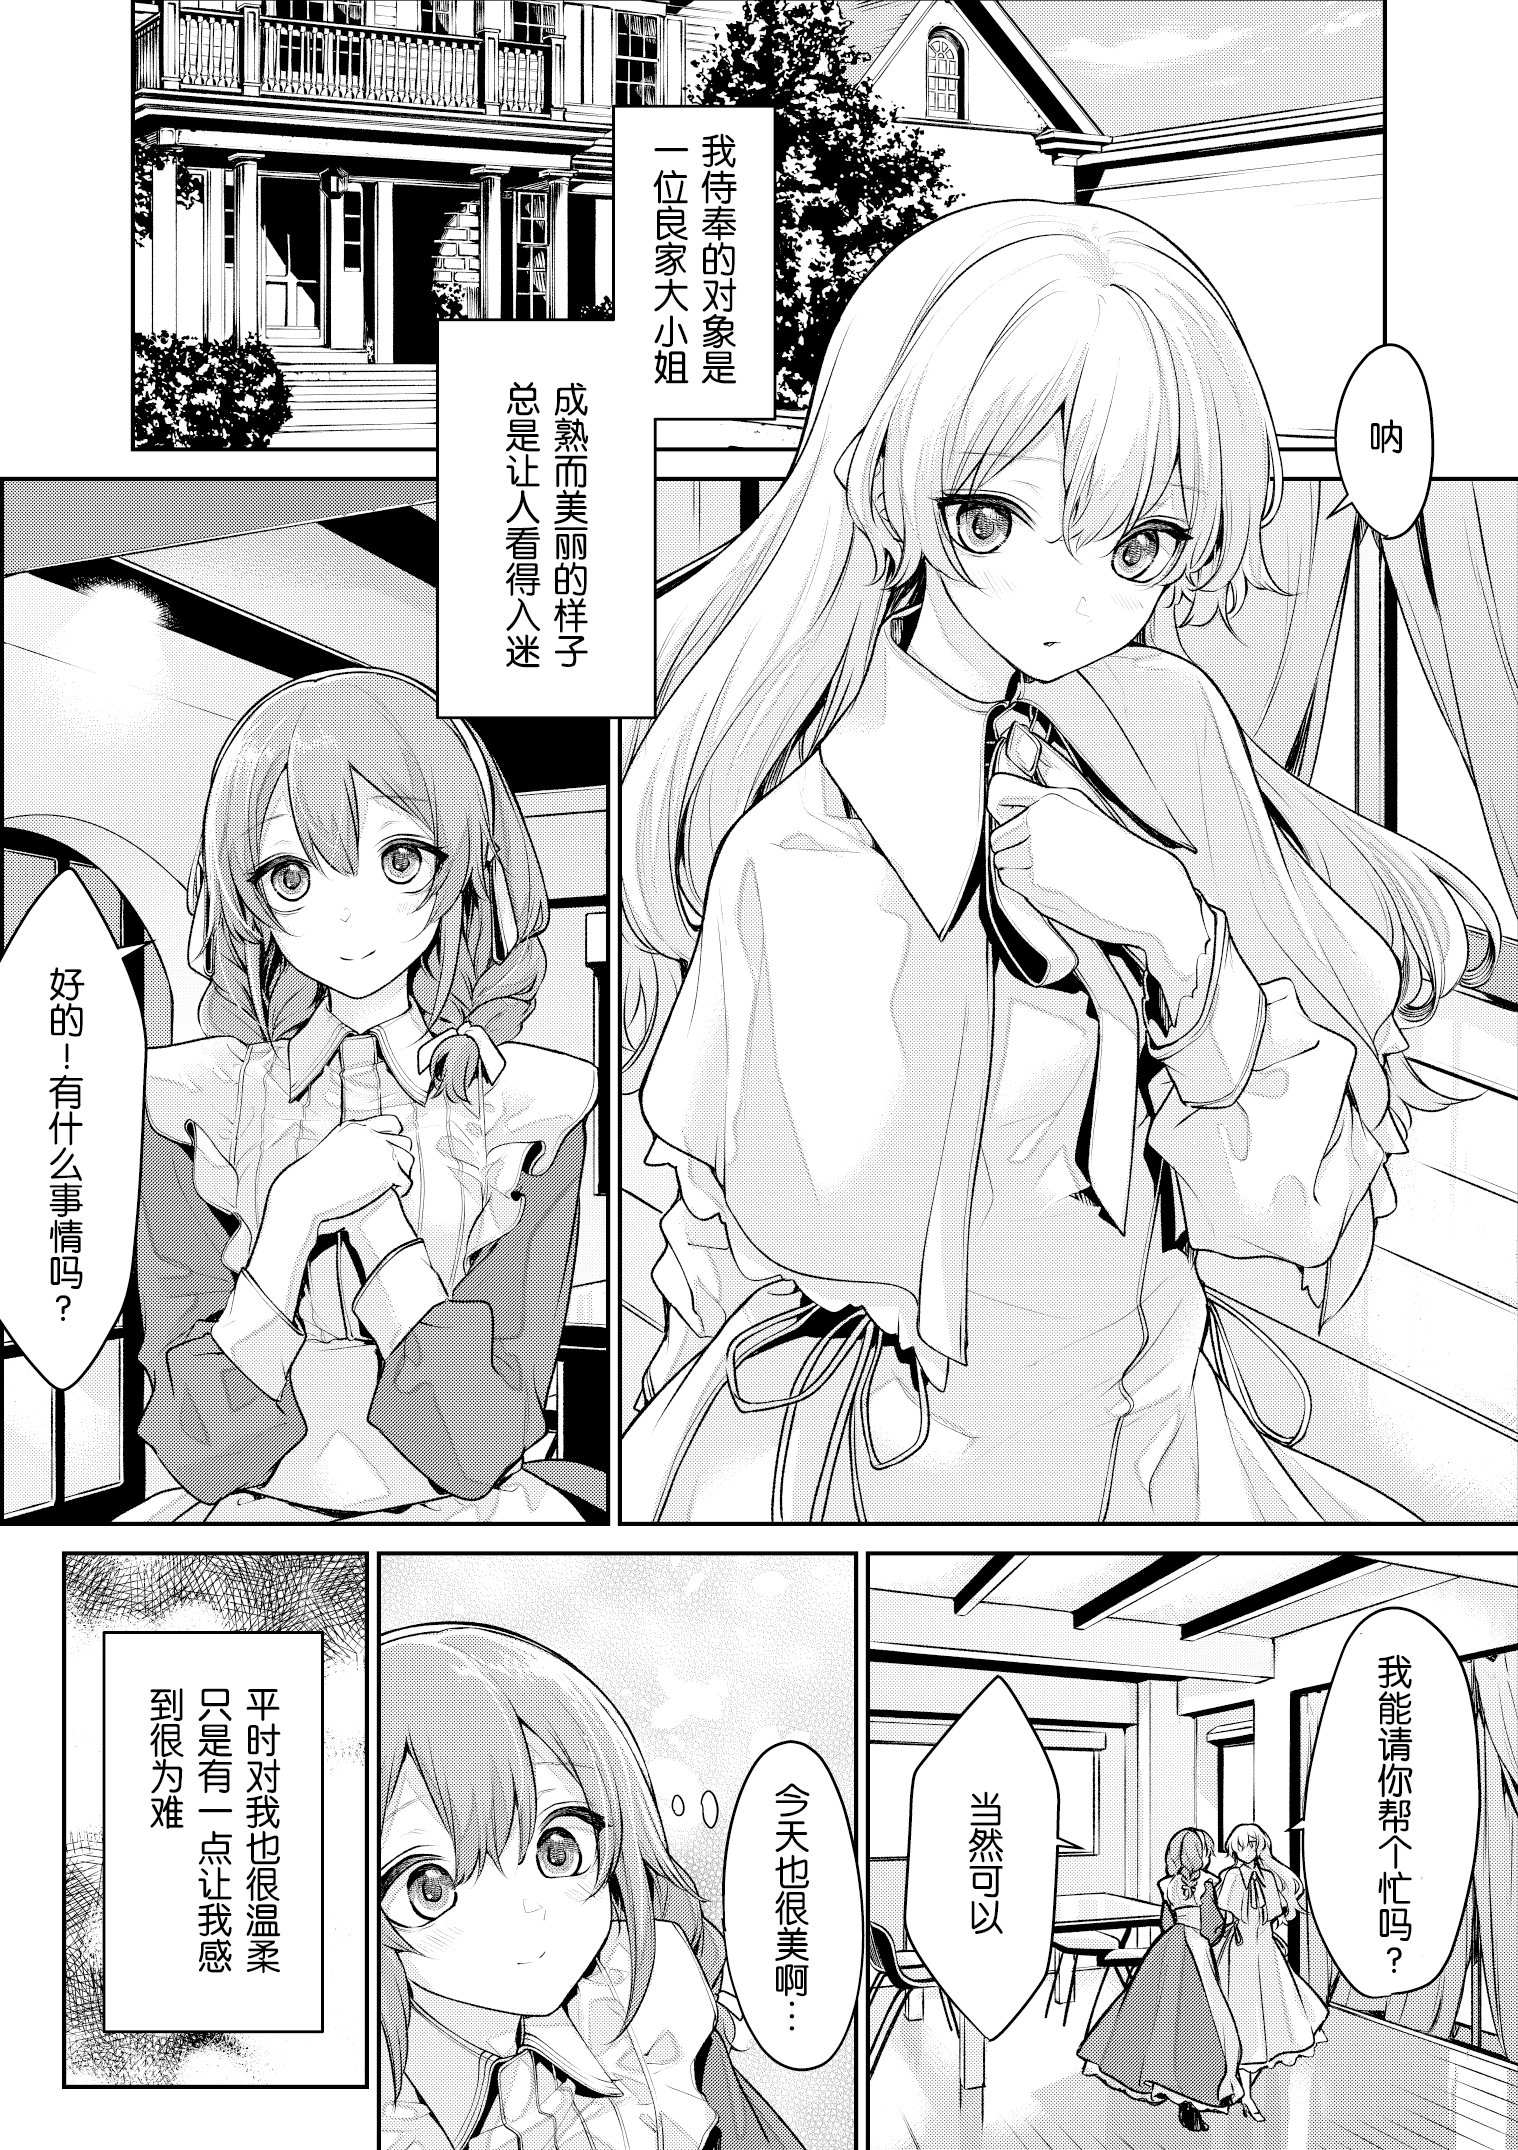 我侍奉的对象是
一位良家大小姐
成熟而美丽的样子
总是让人看得入迷
呐
好的！有什么事情吗？
我能请你帮个忙吗？
当然可以
今天也很美啊…
平时对我也很温柔
只是有一点让我感
到很为难